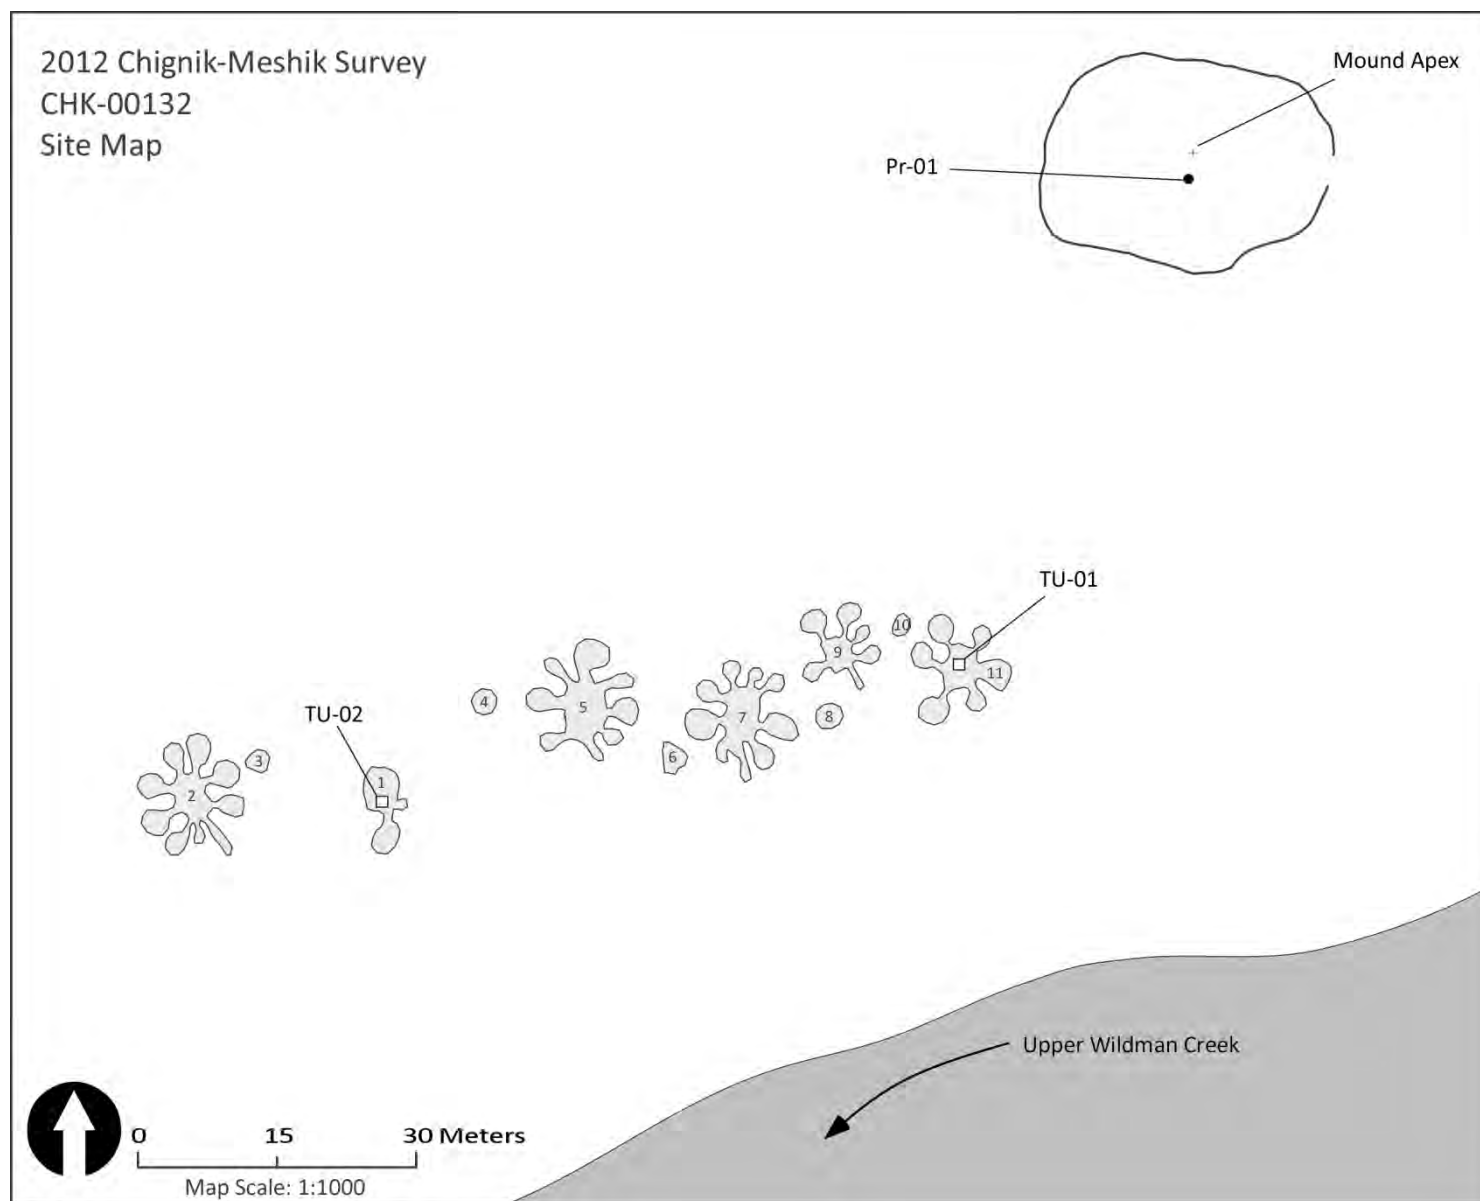 2012 Chignik-Meshik Survey
CHK-00132
Site Map
Mound Apex
Pr-01
TU-01
10
9
11
4
5
7
8
TU-02
6
3
1
2
Upper Wildman Creek
0 15 30 Meters
Map Scale: 1:1000